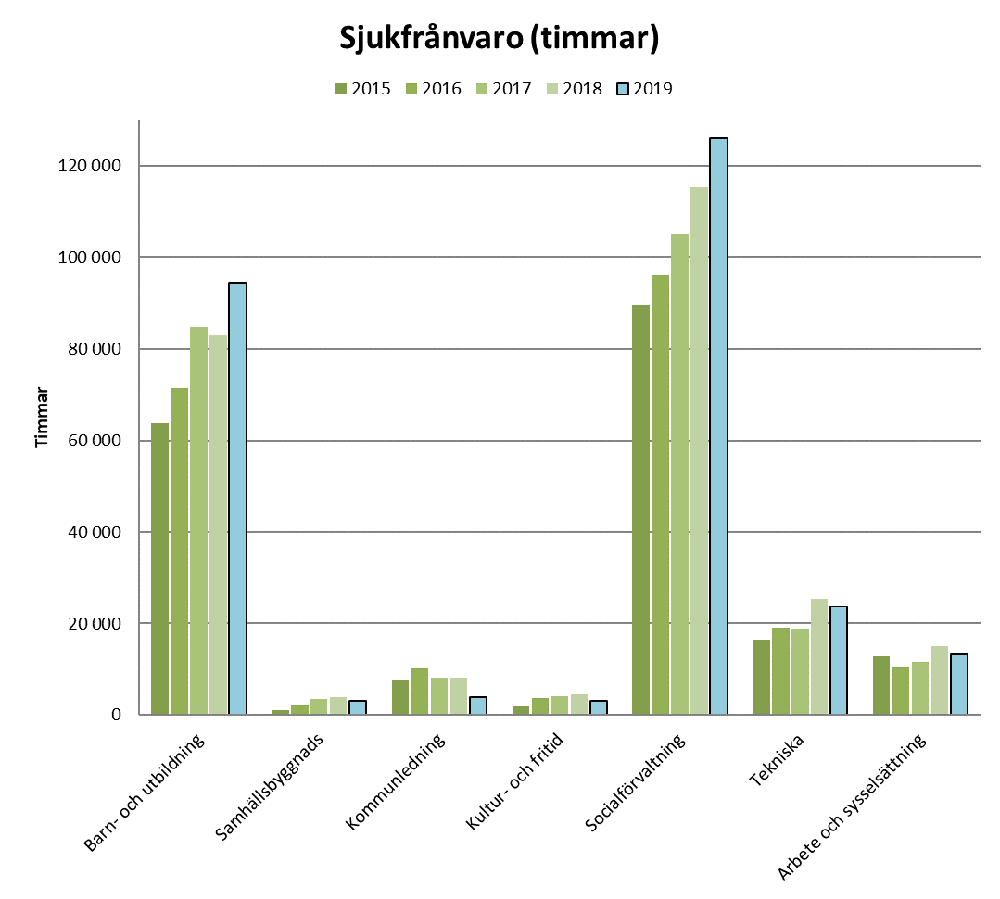 Sjukfrånvaro (timmar)
2015 2016 2017 2018 2019
120 000
100 000
80 000
60 000
40 000
20 000
0
Timmar
Barn- och utbildning
Samhällsbyggnads
Kommunledning
Kultur- och fritid
Socialförvaltning
Tekniska
Arbete och sysselsättning